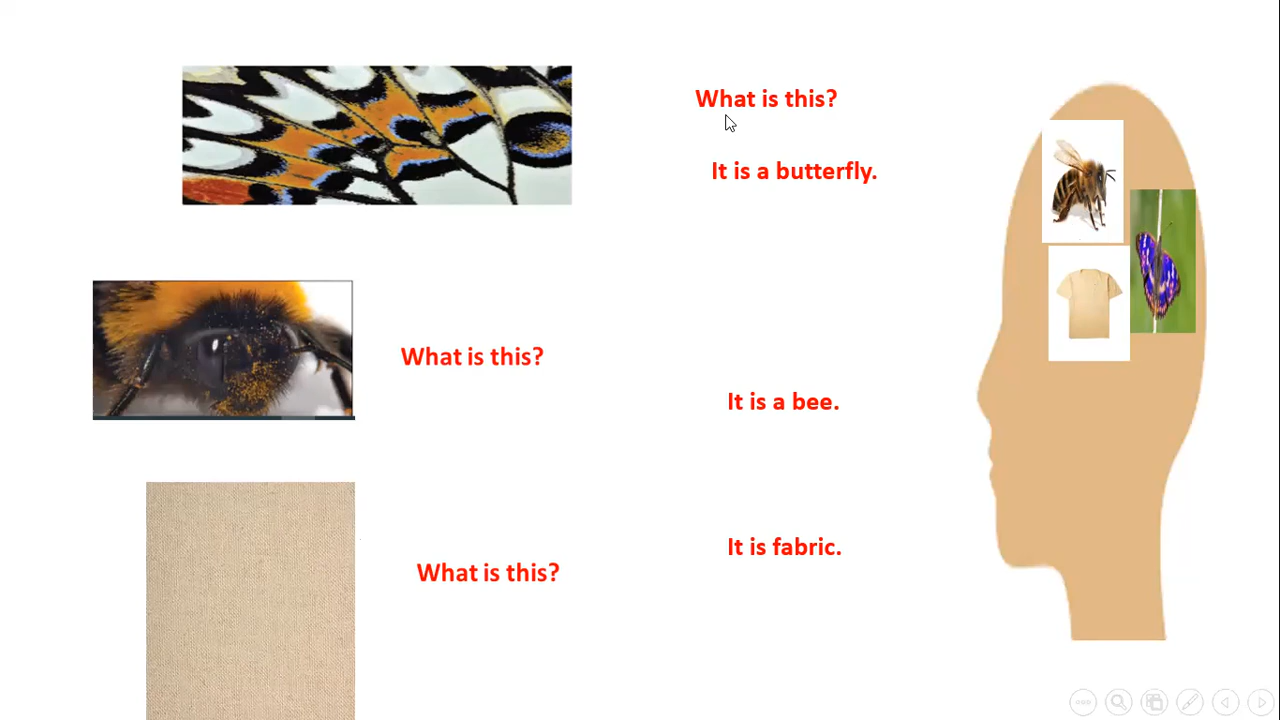 What is this?
It is a butterfly.
What is this?
It is a bee.
What is this?
It is fabric.